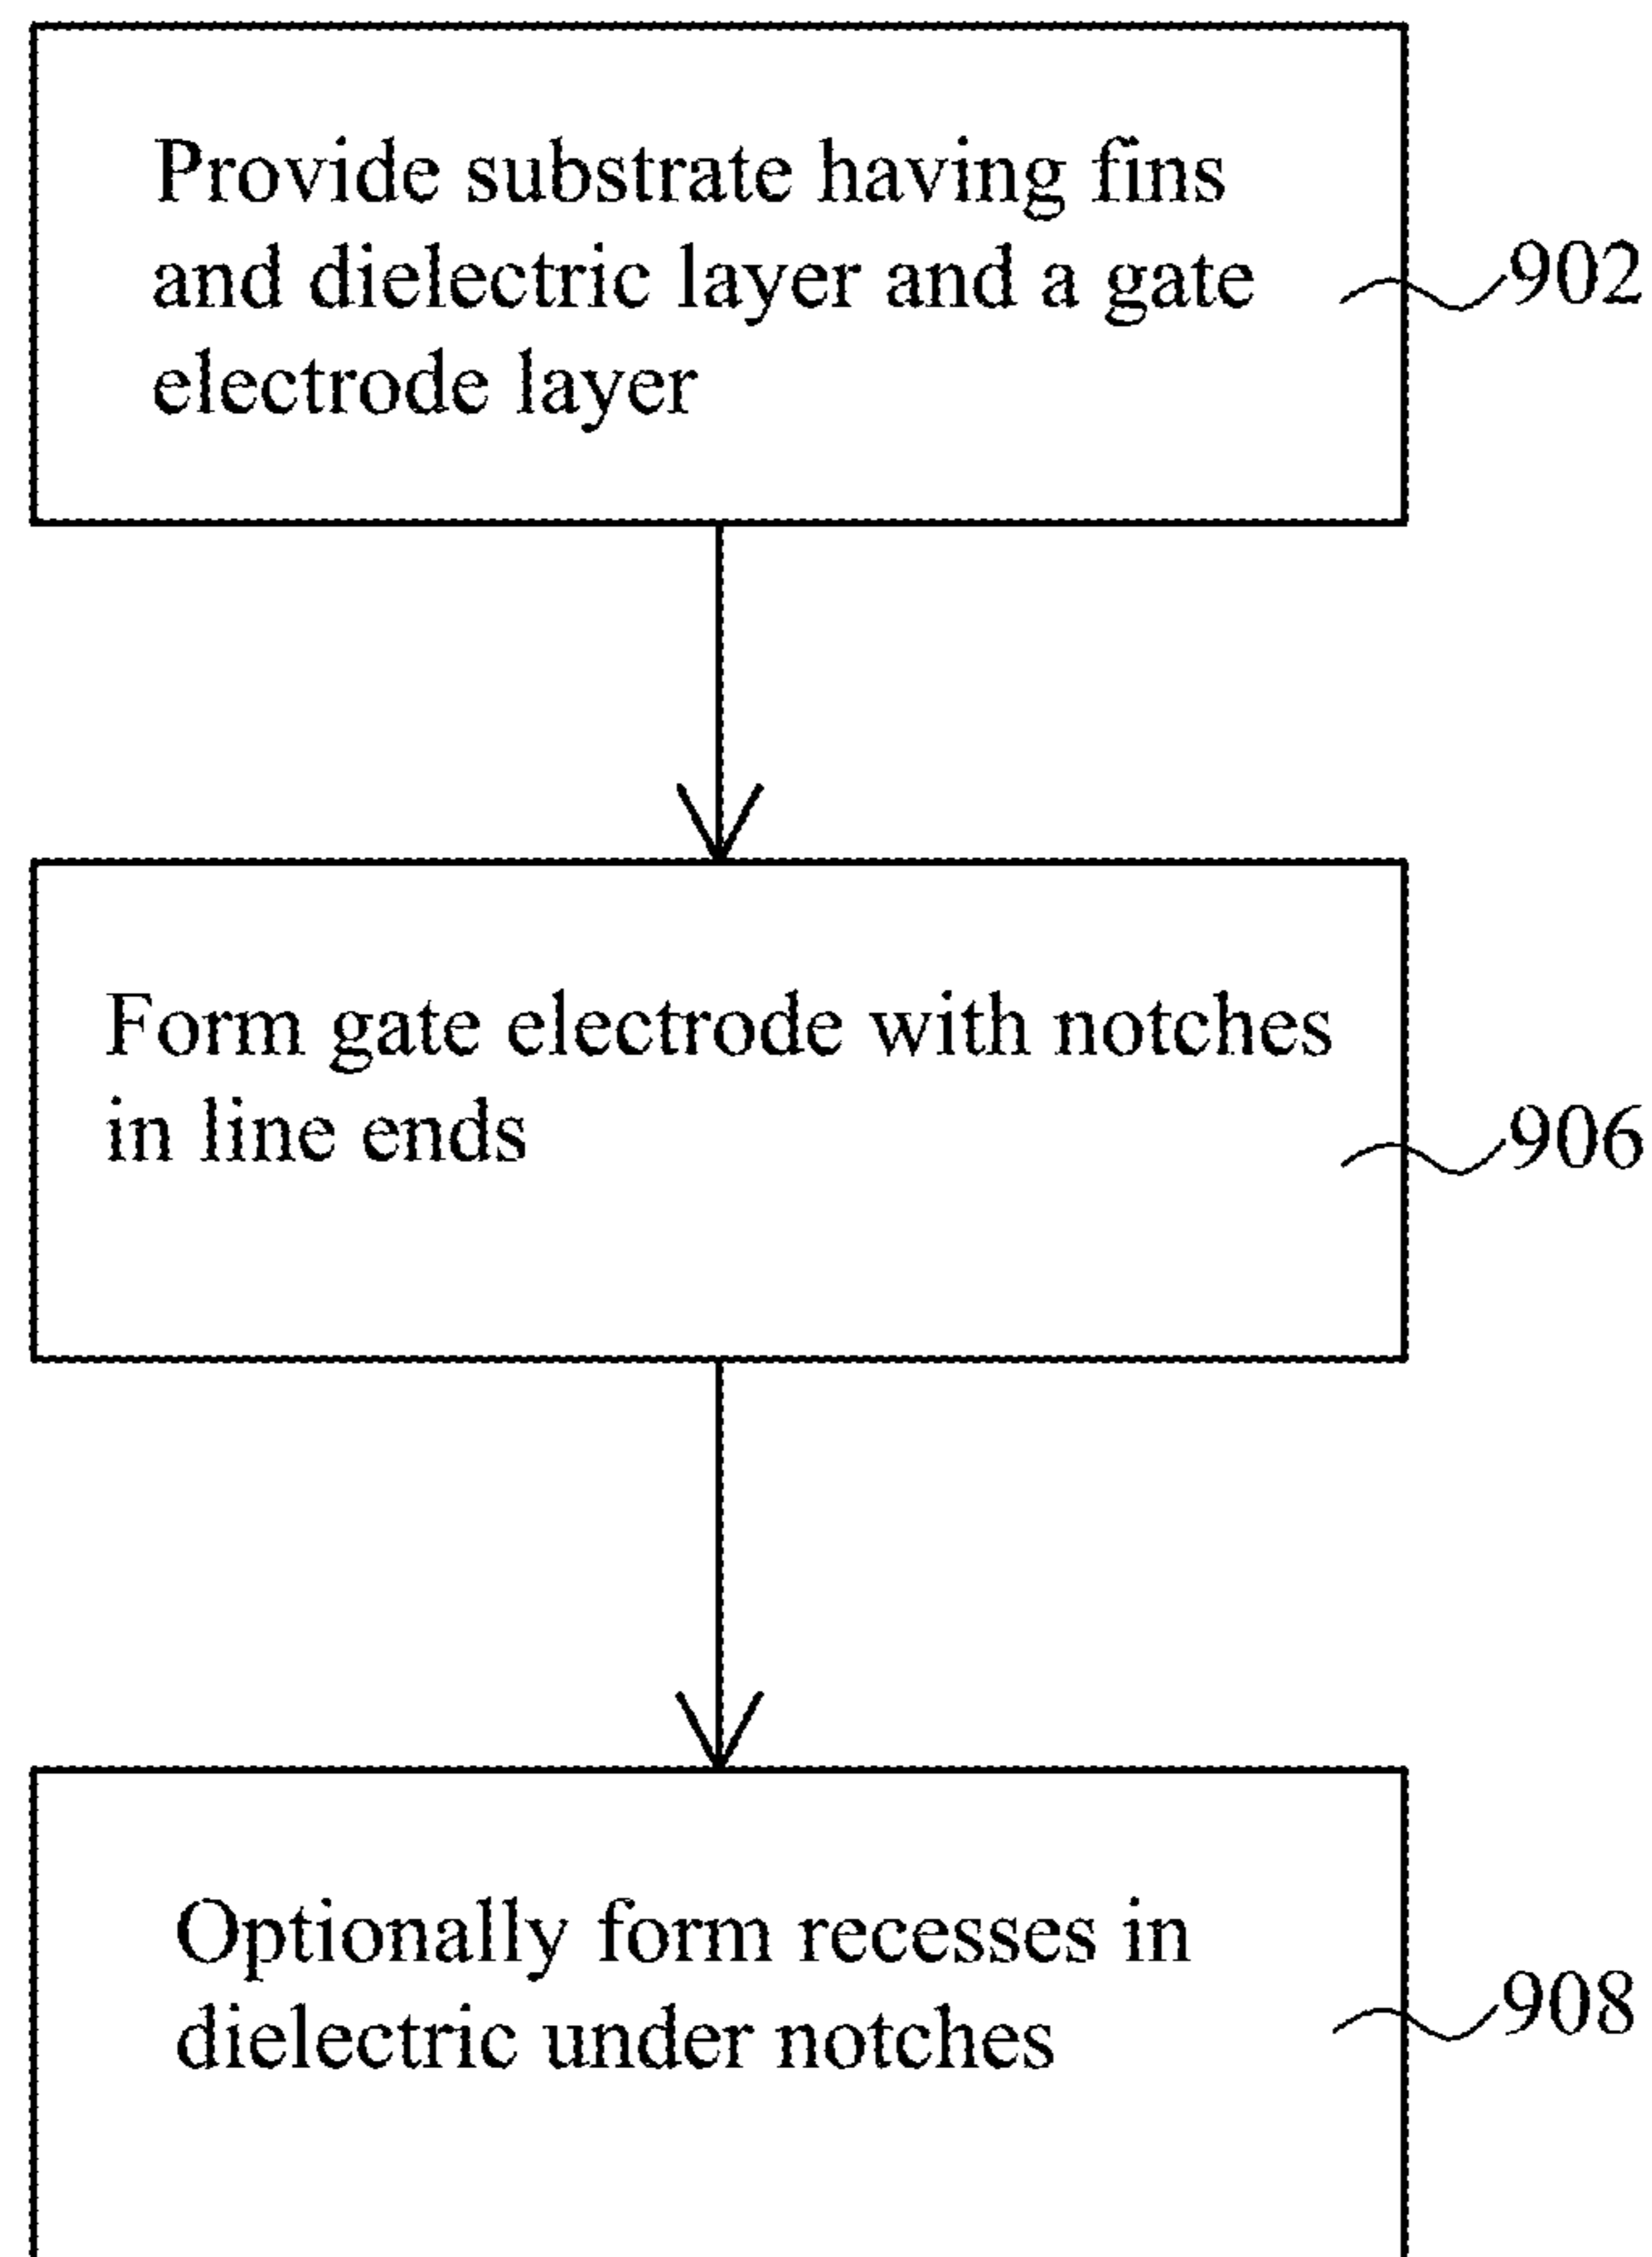 Provide substrate having fins
and dielectric layer and a gate
electrode layer
902
Form gate electrode with notches
in line ends
906
Optionally form recesses in
dielectric under notches
908